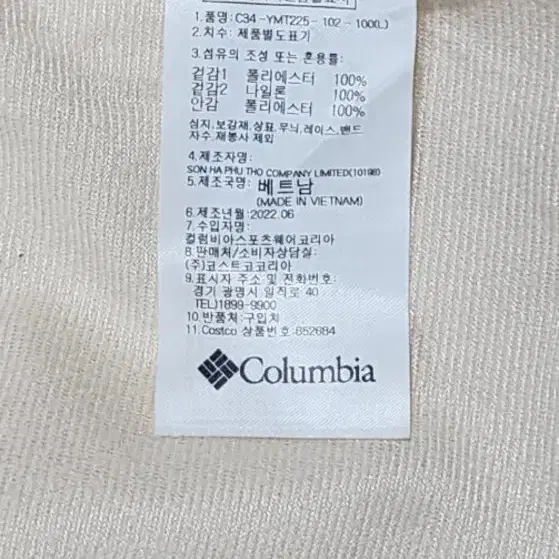 1.품명: C34-YMT225-102-100(L)
2.치수: 제품별도표기
3.섬유의 조성 또는 혼용률:
겉감1 폴리에스터 100%
겉감2 나일론 100%
안감 폴리에스터 100%
심지,보강재,상표,무늬,레이스,밴드
자수,재봉사 제외
4.제조자명:
SON HA PHU THO COMPANY LIMITED(10198)
5.제조국명: 베트남
(MADE IN VIETNAM)
6.제조년월:2022.06
7.수입자명:
컬럼비아스포츠웨어코리아
8.판매처/소비자상담실:
(주)코스트코코리아
9.표시자 주소 및 전화번호:
경기 광명시 일직로 40
TEL)1899-9900
10.반품처:구입처
11.Costco 상품번호:852684
Columbia